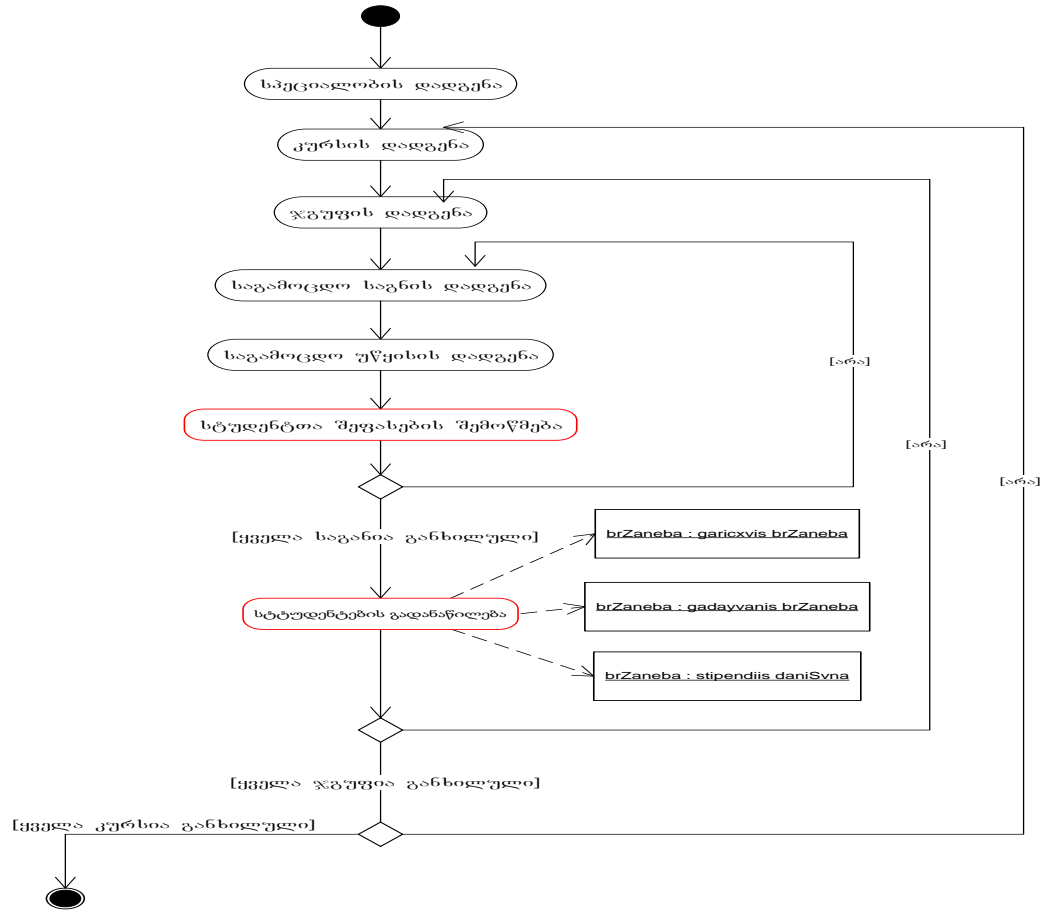 სპეციალობის დადგენა
კურსის დადგენა
ჯგუფის დადგენა
საგამოცდო საგნის დადგენა
საგამოცდო უწყისის დადგენა
[არა]
სტუდენტთა შეფასების შემოწმება
[არა]
[არა]
[ყველა საგანია განხილული]
brZaneba : garicxvis brZaneba
brZaneba : gadayvanis brZaneba
სტტუდენტების გადანაწილება
brZaneba : stipendiis daniSvna
[ყველა ჯგუფია განხილული]
[ყველა კურსია განხილული]